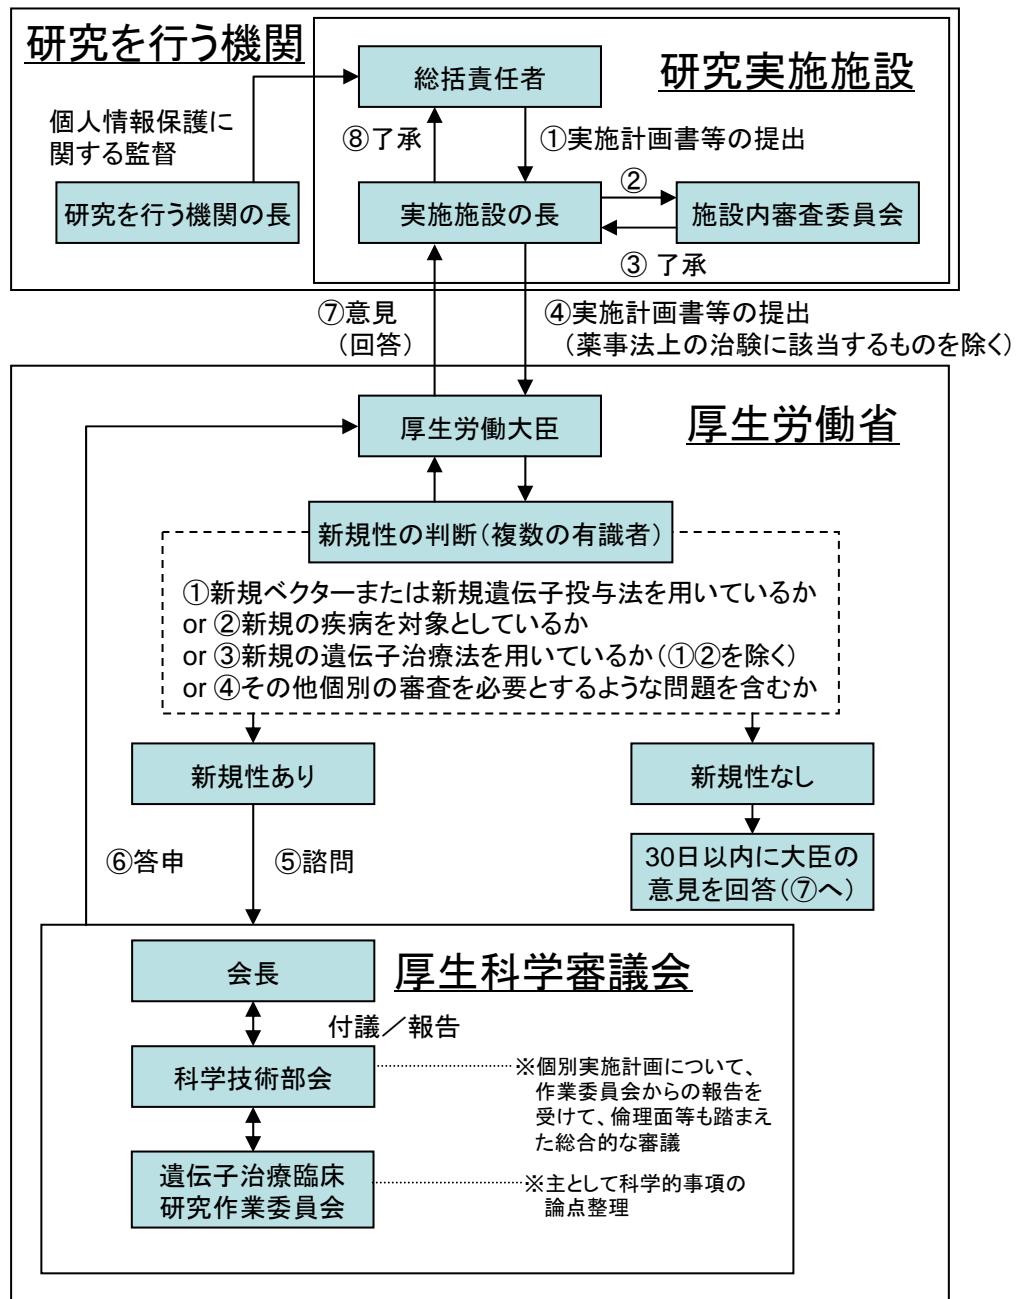 研究を行う機関
研究実施施設
総括責任者
個人情報保護に
関する監督
⑧了承
①実施計画書等の提出
研究を行う機関の長
実施施設の長
②
施設内審査委員会
③ 了承
⑦意見
(回答)
④実施計画書等の提出
(薬事法上の治験に該当するものを除く)
厚生労働省
厚生労働大臣
新規性の判断(複数の有識者)
①新規ベクターまたは新規遺伝子投与法を用いているか
or ②新規の疾病を対象としているか
or ③新規の遺伝子治療法を用いているか(①②を除く)
or ④その他個別の審査を必要とするような問題を含むか
新規性あり
新規性なし
⑥答申
⑤諮問
30日以内に大臣の
意見を回答(⑦へ)
厚生科学審議会
会長
付議／報告
科学技術部会
※個別実施計画について、
作業委員会からの報告を
受けて、倫理面等も踏まえ
た総合的な審議
遺伝子治療臨床
研究作業委員会
※主として科学的事項の
論点整理